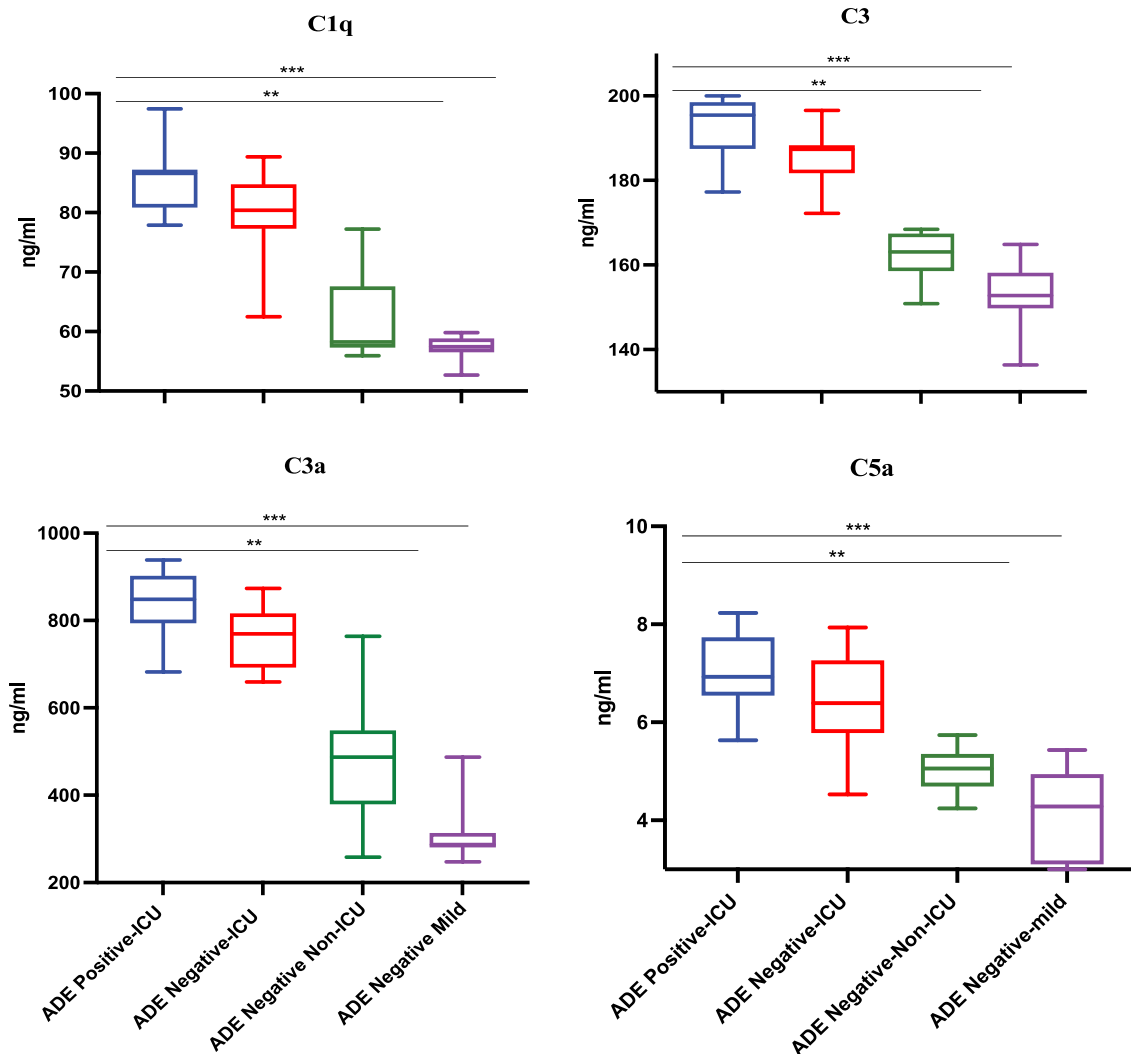 C1q
***
**
100
90
80
70
60
50
ng/ml
C3
***
**
200
180
160
140
ng/ml
C3a
***
**
1000
800
600
400
200
ng/ml
ADE Positive-ICU
ADE Negative-ICU
ADE Negative Non-ICU
ADE Negative Mild
C5a
***
**
10
8
6
4
ng/ml
ADE Positive-ICU
ADE Negative-ICU
ADE Negative-Non-ICU
ADE Negative-mild